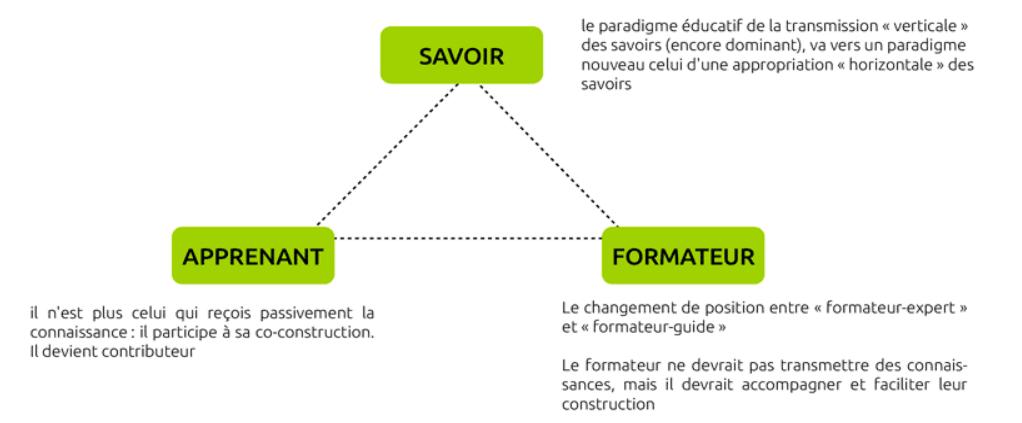 SAVOIR
le paradigme éducatif de la transmission « verticale »
des savoirs (encore dominant), va vers un paradigme
nouveau celui d'une appropriation « horizontale » des
savoirs
APPRENANT
il n'est plus celui qui reçois passivement la
connaissance : il participe à sa co-construction.
Il devient contributeur
FORMATEUR
Le changement de position entre « formateur-expert »
et « formateur-guide »
Le formateur ne devrait pas transmettre des connais-
sances, mais il devrait accompagner et faciliter leur
construction